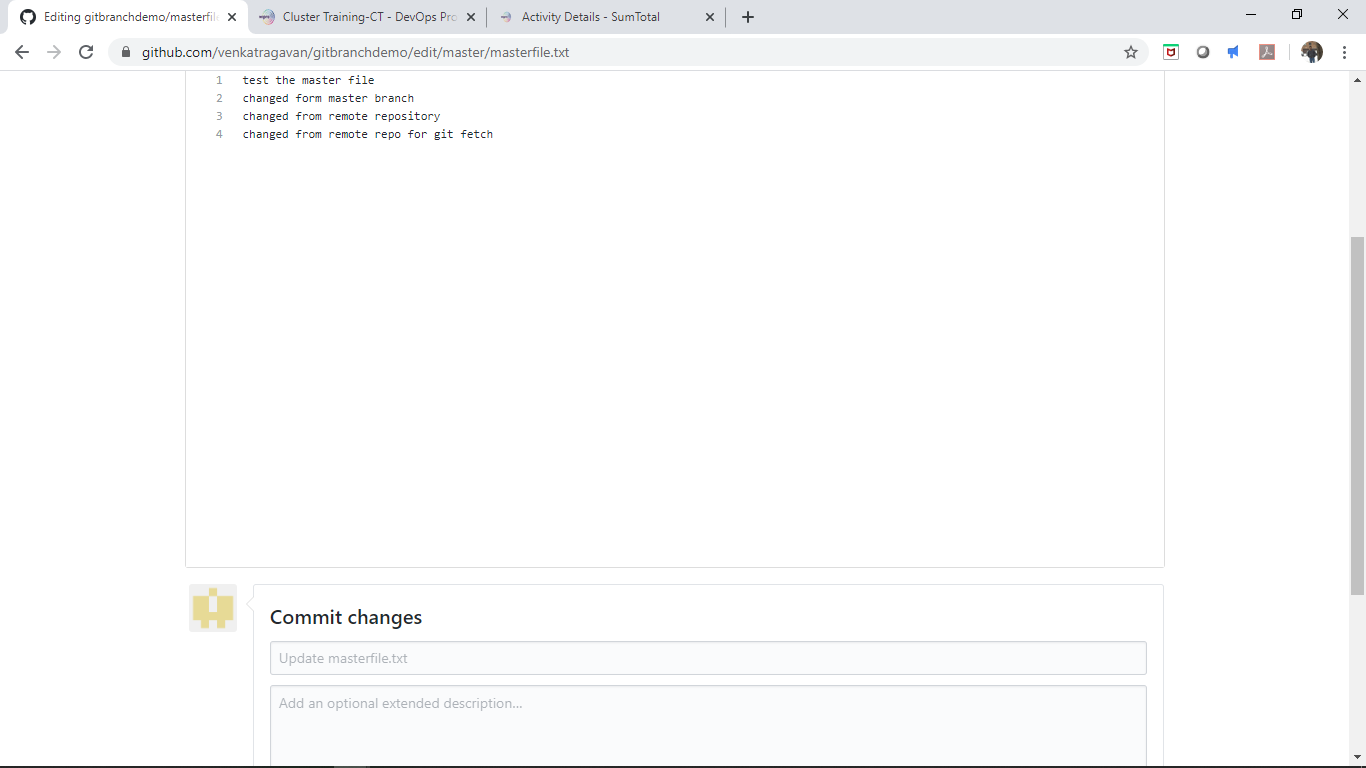 Editing gitbranchdemo/masterfil
Cluster Training-CT - DevOps Pro
Activity Details - SumTotal
github.com/venkatragavan/gitbranchdemo/edit/master/masterfile.txt
1 test the master file
2 changed form master branch
3 changed from remote repository
4 changed from remote repo for git fetch
Commit changes
Update masterfile.txt
Add an optional extended description...